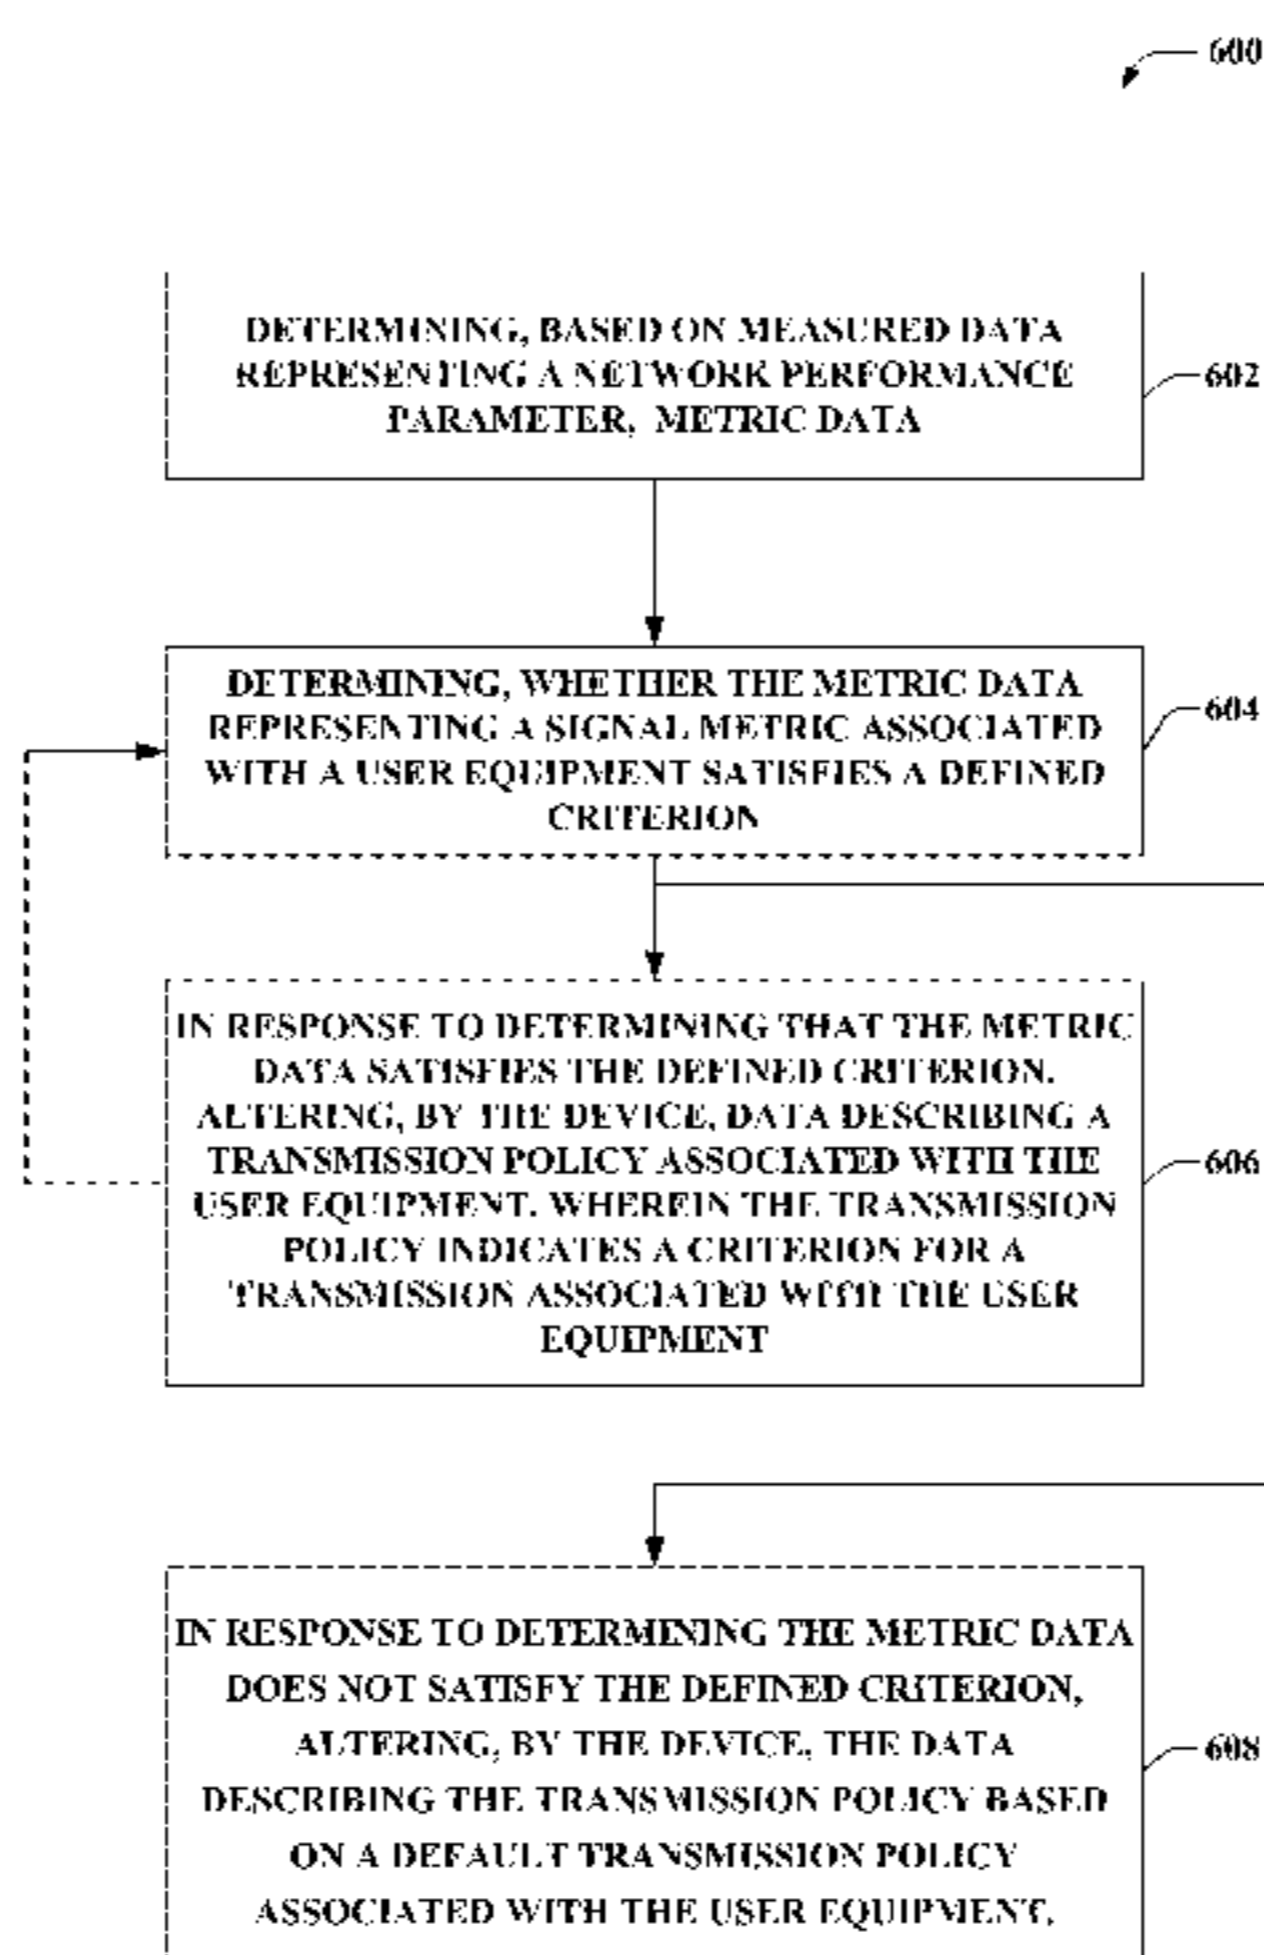 600
DETERMINING, BASED ON MEASURED DATA
REPRESENTING A NETWORK PERFORMANCE
PARAMETER, METRIC DATA
602
DETERMINING, WHETHER THE METRIC DATA
REPRESENTING A SIGNAL METRIC ASSOCIATED
WITH A USER EQUIPMENT SATISFIES A DEFINED
CRITERION
604
IN RESPONSE TO DETERMINING THAT THE METRIC
DATA SATISFIES THE DEFINED CRITERION,
ALTERING, BY THE DEVICE, DATA DESCRIBING A
TRANSMISSION POLICY ASSOCIATED WITH THE
USER EQUIPMENT, WHEREIN THE TRANSMISSION
POLICY INDICATES A CRITERION FOR A
TRANSMISSION ASSOCIATED WITH THE USER
EQUIPMENT
606
IN RESPONSE TO DETERMINING THE METRIC DATA
DOES NOT SATISFY THE DEFINED CRITERION,
ALTERING, BY THE DEVICE, THE DATA
DESCRIBING THE TRANSMISSION POLICY BASED
ON A DEFAULT TRANSMISSION POLICY
ASSOCIATED WITH THE USER EQUIPMENT.
608